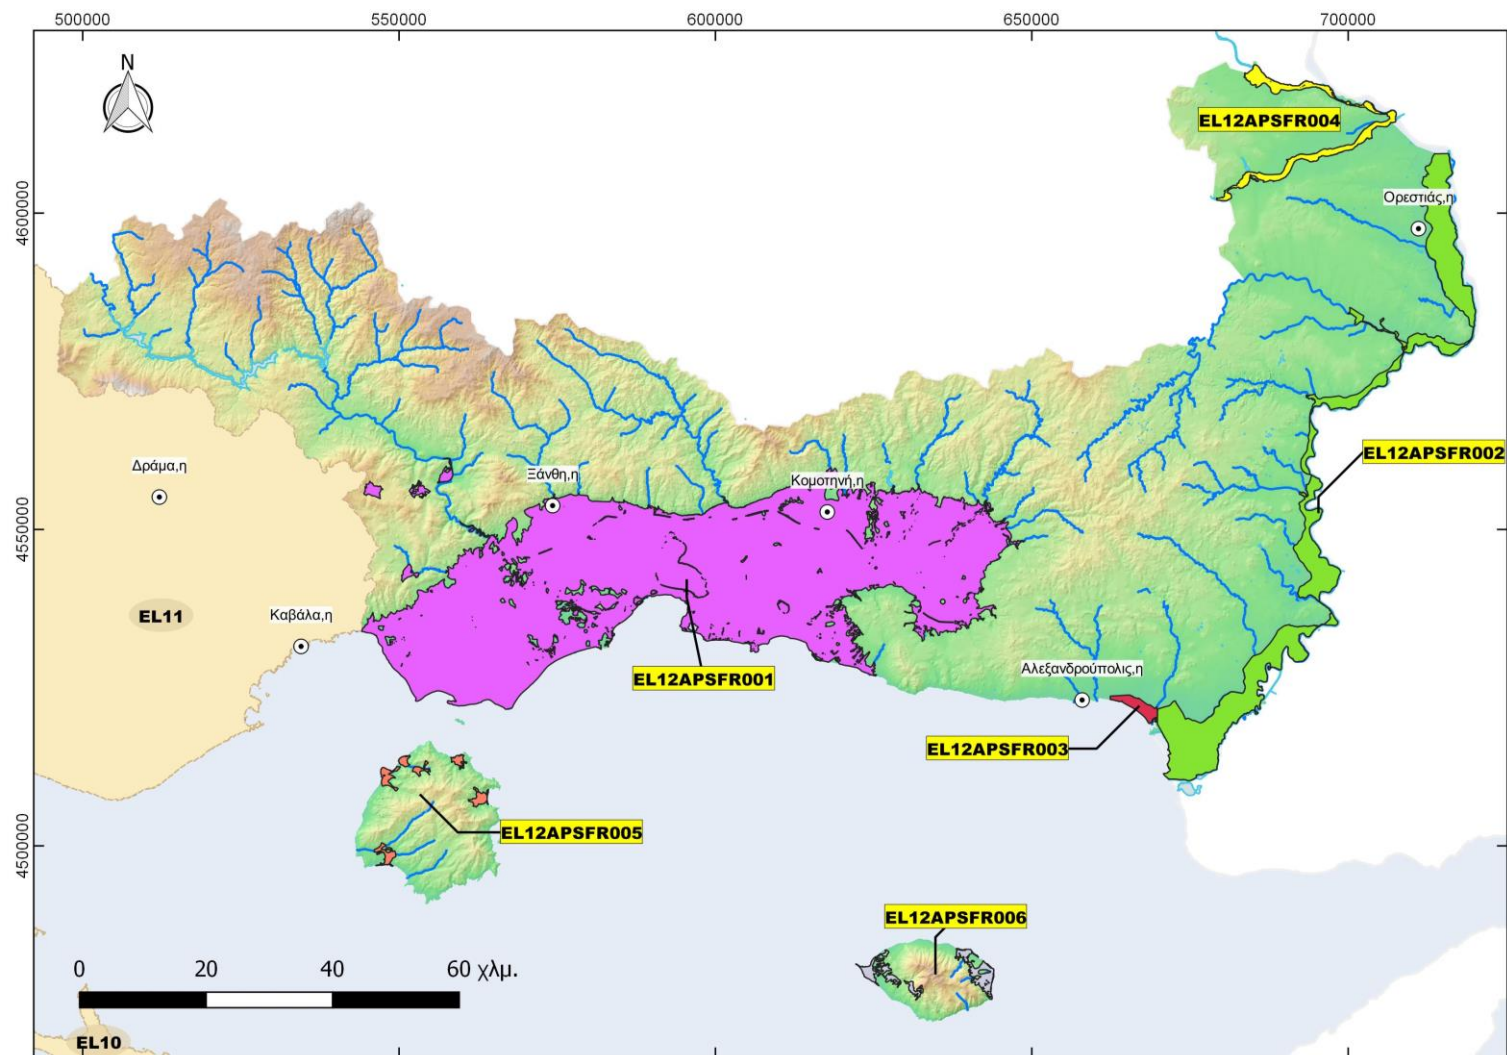 500000
550000
600000
650000
700000
N
EL12APSFR004
4600000
Ορεστιάς,η
EL12APSFR002
Δράμα,η
Ξάνθη,η
Κομοτηνή,η
4550000
EL11
Καβάλα,η
EL12APSFR001
Αλεξανδρούπολις,η
EL12APSFR003
EL12APSFR005
4500000
EL12APSFR006
0 20 40 60 χλμ.
EL10